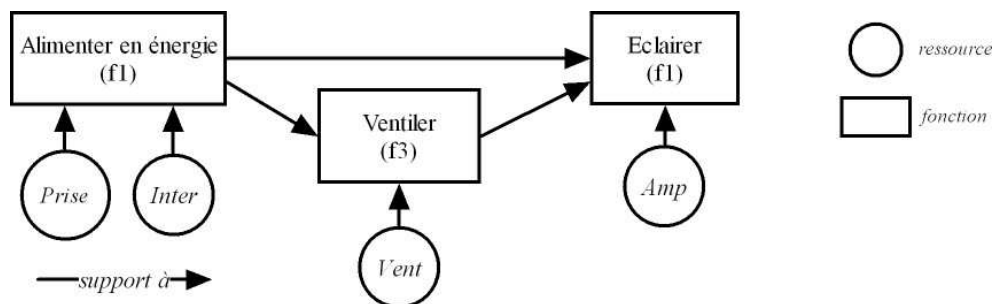 Alimenter en énergie
(f1)
Eclairer
(f1)
ressource
Ventiler
(f3)
fonction
Prise
Inter
Amp
Vent
support à